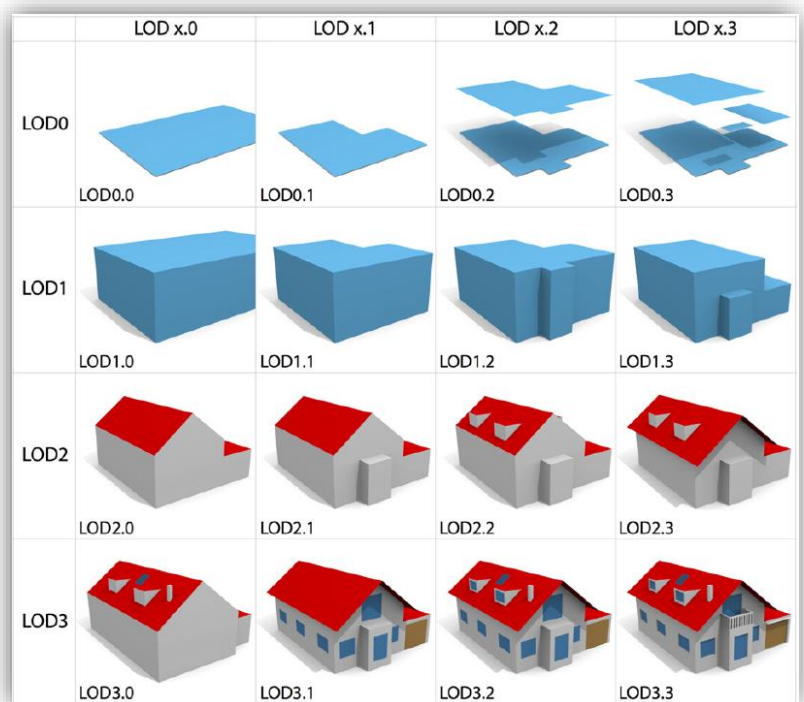 LOD x.0 LOD x.1 LOD x.2 LOD x.3
LOD0
LOD0.0 LOD0.1 LOD0.2 LOD0.3
LOD1
LOD1.0 LOD1.1 LOD1.2 LOD1.3
LOD2
LOD2.0 LOD2.1 LOD2.2 LOD2.3
LOD3
LOD3.0 LOD3.1 LOD3.2 LOD3.3